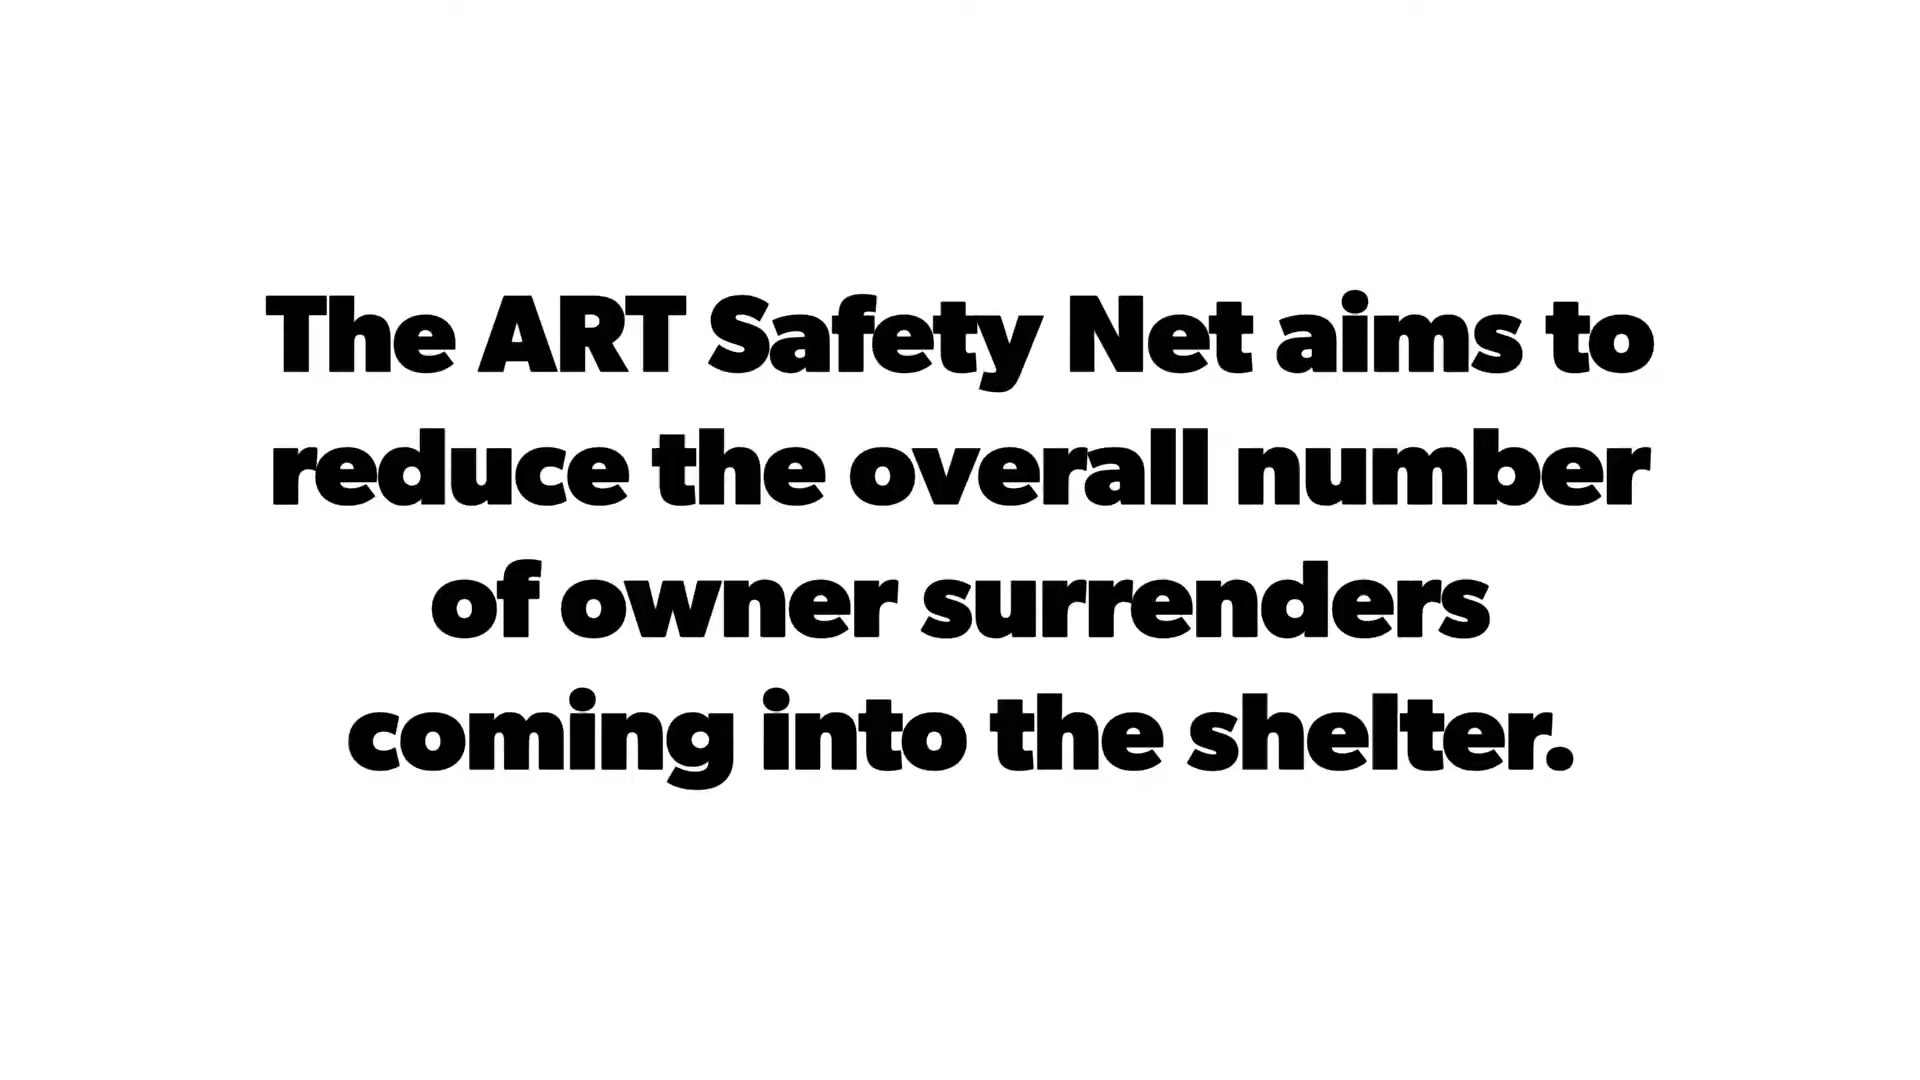 The ART Safety Net aims to
reduce the overall number
of owner surrenders
coming into the shelter.